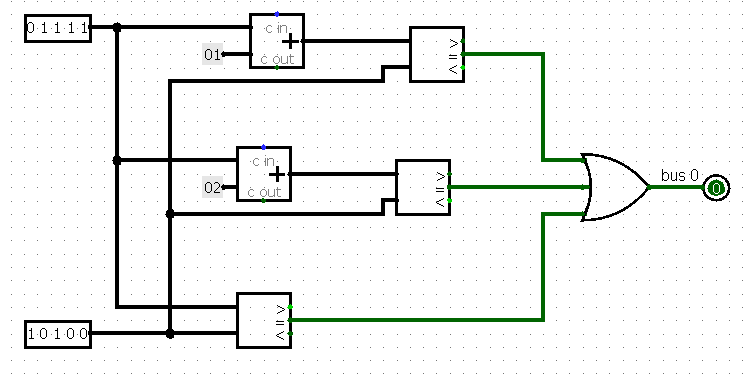 0 1 1 1 1
c in
+
01
c out
>
=
<
c in
+
02
c out
>
=
<
bus 0
0
>
=
<
1 0 1 0 0